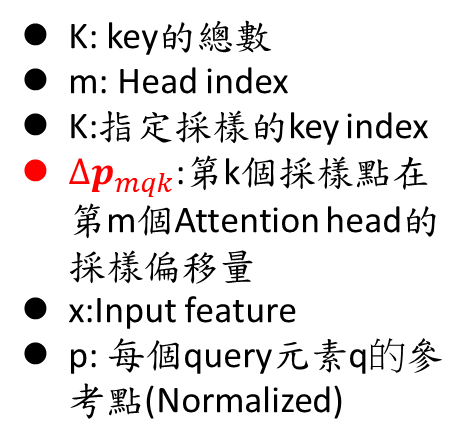 ● K: key的總數
● m: Head index
● K:指定採樣的key index
● Δ𝒑𝑚𝑞𝑘:第k個採樣點在
第m個Attention head的
採樣偏移量
● x:Input feature
● p: 每個query元素q的參
考點(Normalized)